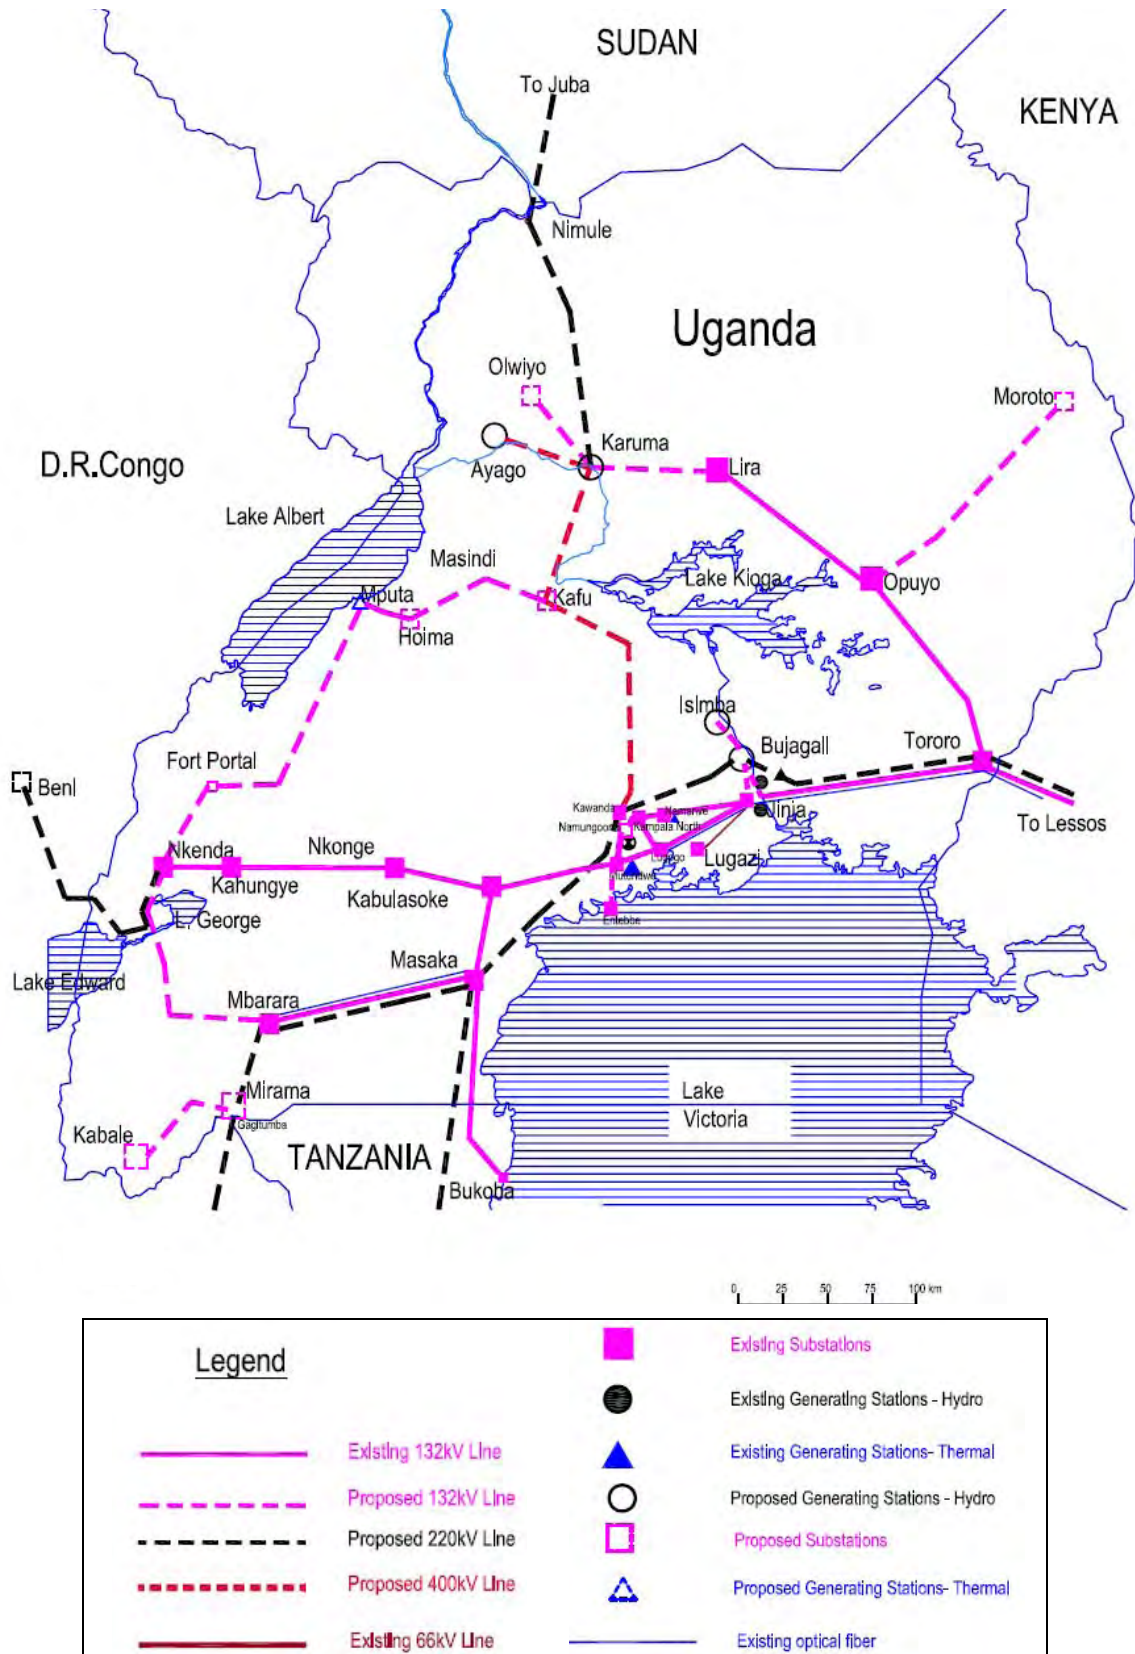 SUDAN
To Juba
KENYA
Nimule
Uganda
Olwiyo
Moroto
Karuma
D.R.Congo
Ayago
Lira
Lake Albert
Masindi
Lake Kioga
Opuyo
Mputa
Kafu
Hoima
Isimba
Bujagali
Tororo
Fort Portal
Beni
Kawanda
Namanve
Jinja
Namungoona
Kampala North
To Lessos
Nkenda
Nkonge
Lugogo
Lugazi
Kahungye
Mutundwe
Kabulasoke
L. George
Entebbe
Masaka
Lake Edward
Mbarara
Mirama
Lake
Victoria
Gagitumba
Kabale
TANZANIA
Bukoba
0 25 50 75 100 km
Legend
Existing 132kV Line
Proposed 132kV Line
Proposed 220kV Line
Proposed 400kV Line
Existing 66kV Line
Existing Substations
Existing Generating Stations - Hydro
Existing Generating Stations- Thermal
Proposed Generating Stations - Hydro
Proposed Substations
Proposed Generating Stations- Thermal
Existing optical fiber